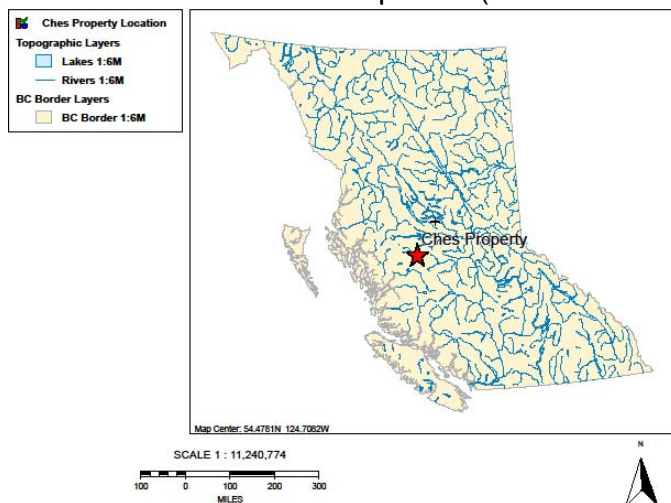 Ches Property Location
Topographic Layers
Lakes 1:6M
Rivers 1:6M
BC Border Layers
BC Border 1:6M
Ches Property
Map Center: 54.4781N 124.7082W
SCALE 1 : 11,240,774
100 0 100 200 300
MILES
N